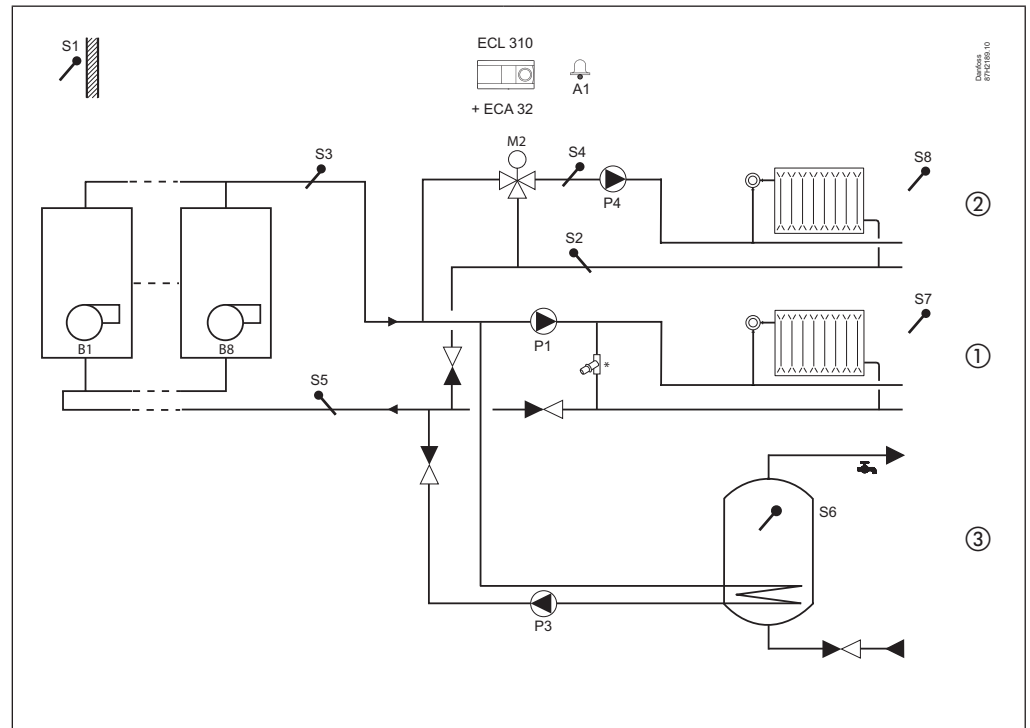 S1
ECL 310
A1
+ ECA 32
Danfoss
87H2189.10
M2
S3
S4
S8
P4
②
S2
S7
B1
B8
P1
*
①
S5
S6
③
P3